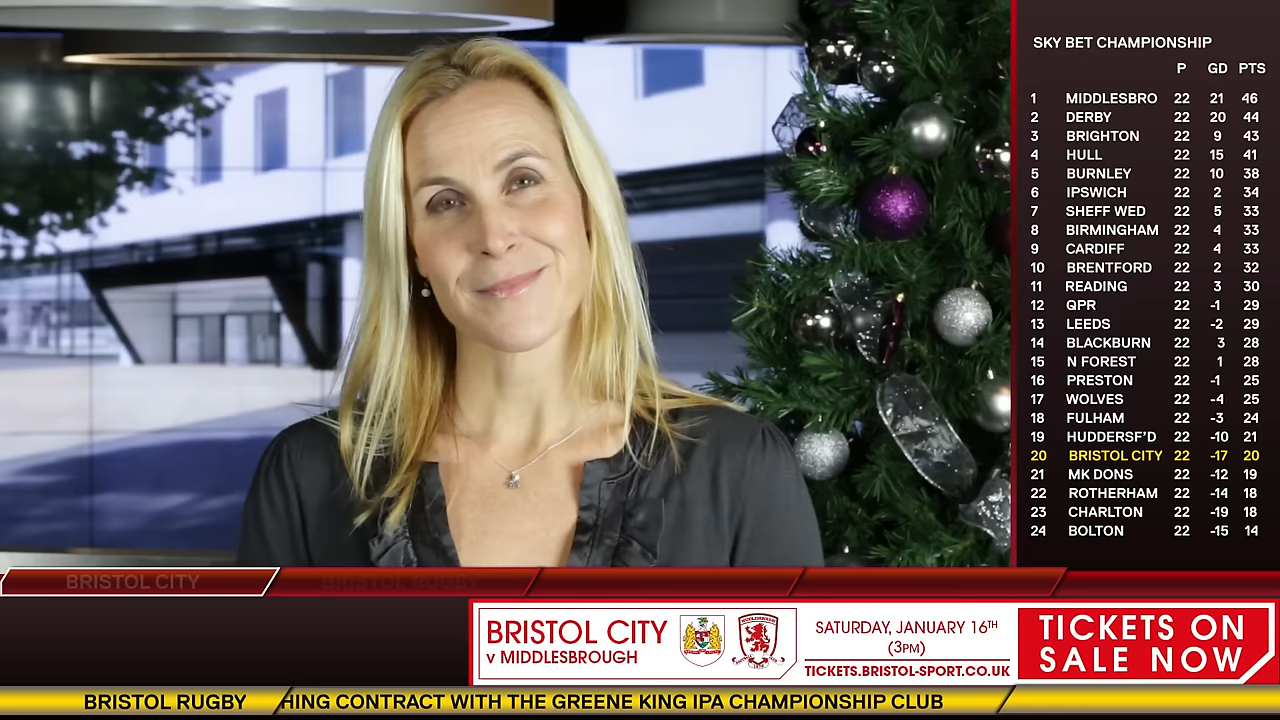 SKY BET CHAMPIONSHIP
P GD PTS
1 MIDDLESBRO 22 21 46
2 DERBY 22 20 44
3 BRIGHTON 22 9 43
4 HULL 22 15 41
5 BURNLEY 22 10 38
6 IPSWICH 22 2 34
7 SHEFF WED 22 5 33
8 BIRMINGHAM 22 4 33
9 CARDIFF 22 4 33
10 BRENTFORD 22 2 32
11 READING 22 3 30
12 QPR 22 -1 29
13 LEEDS 22 -2 29
14 BLACKBURN 22 3 28
15 N FOREST 22 1 28
16 PRESTON 22 -1 25
17 WOLVES 22 -4 25
18 FULHAM 22 -3 24
19 HUDDERSF'D 22 -10 21
20 BRISTOL CITY 22 -17 20
21 MK DONS 22 -12 19
22 ROTHERHAM 22 -14 18
23 CHARLTON 22 -19 18
24 BOLTON 22 -15 14
BRISTOL CITY BRISTOL RUGBY
BRISTOL CITY
v MIDDLESBROUGH
SATURDAY, JANUARY 16TH
(3PM)
TICKETS.BRISTOL-SPORT.CO.UK
TICKETS ON
SALE NOW
BRISTOL RUGBY HING CONTRACT WITH THE GREENE KING IPA CHAMPIONSHIP CLUB